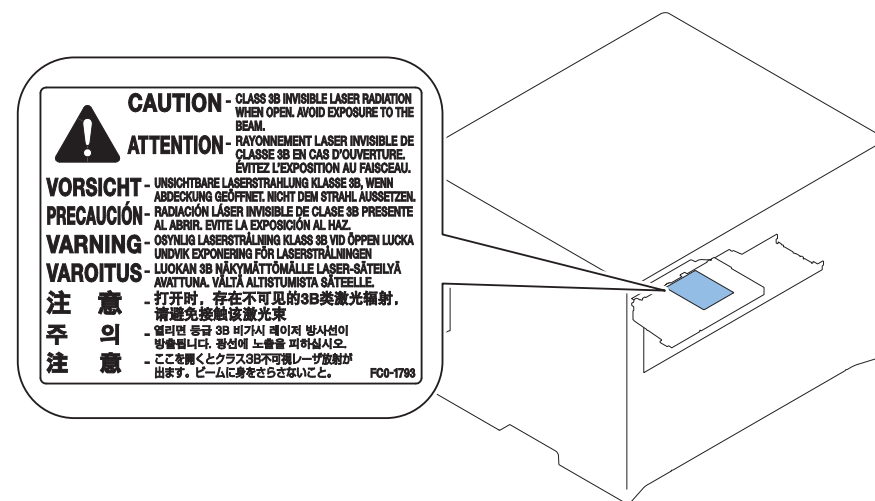 CAUTION - CLASS 3B INVISIBLE LASER RADIATION
WHEN OPEN. AVOID EXPOSURE TO THE
BEAM.
ATTENTION - RAYONNEMENT LASER INVISIBLE DE
CLASSE 3B EN CAS D'OUVERTURE.
ÉVITEZ L'EXPOSITION AU FAISCEAU.
VORSICHT - UNSICHTBARE LASERSTRAHLUNG KLASSE 3B, WENN
ABDECKUNG GEÖFFNET. NICHT DEM STRAHL AUSSETZEN.
PRECAUCIÓN - RADIACIÓN LÁSER INVISIBLE DE CLASE 3B PRESENTE
AL ABRIR. EVITE LA EXPOSICIÓN AL HAZ.
VARNING - OSYNLIG LASERSTRÅLNING KLASS 3B VID ÖPPEN LUCKA
UNDVIK EXPONERING FÖR LASERSTRÅLNINGEN
VAROITUS - LUOKAN 3B NÄKYMÄTTÖMÄLLE LASER-SÄTEILYÄ
AVATTUNA. VÄLTÄ ALTISTUMISTA SÄTEELLE.
注 意 - 打开时，存在不可见的3B类激光辐射，
请避免接触该激光束
주 의 - 열리면 등급 3B 비가시 레이저 방사선이
방출됩니다. 광선에 노출을 피하십시오.
注 意 - ここを開くとクラス3B不可視レーザ放射が
出ます。ビームに身をさらさないこと。 FC0-1793